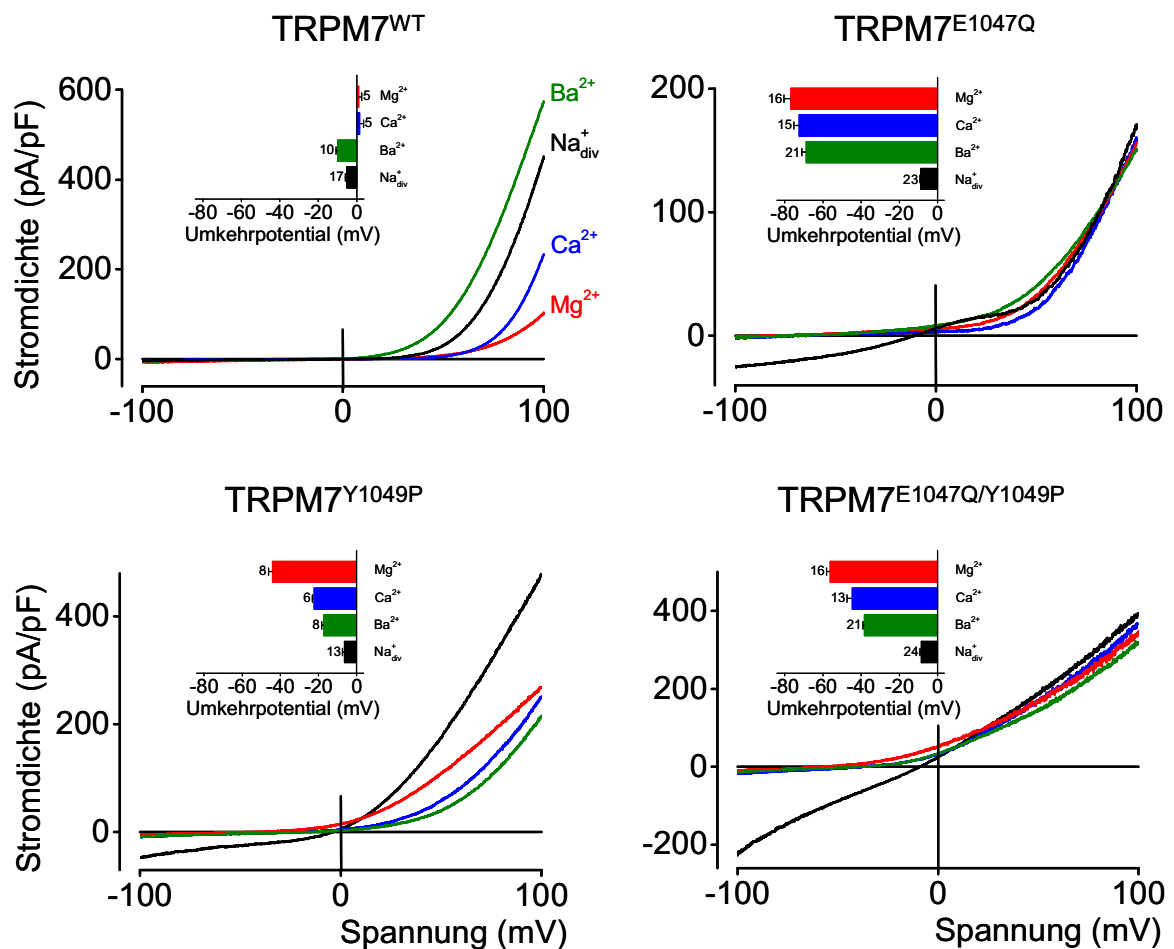 TRPM7WT
Stromdichte (pA/pF)
600
400
200
0
-100
0
100
Ba2+
Na+div
Ca2+
Mg2+
5 Mg2+
5 Ca2+
10 Ba2+
17 Na+div
-80 -60 -40 -20 0
Umkehrpotential (mV)
TRPM7E1047Q
200
100
0
-100
0
100
16 Mg2+
15 Ca2+
21 Ba2+
23 Na+div
-80 -60 -40 -20 0
Umkehrpotential (mV)
TRPM7Y1049P
Stromdichte (pA/pF)
400
200
0
-100
0
100
Spannung (mV)
8 Mg2+
6 Ca2+
8 Ba2+
13 Na+div
-80 -60 -40 -20 0
Umkehrpotential (mV)
TRPM7E1047Q/Y1049P
400
200
0
-200
-100
0
100
Spannung (mV)
16 Mg2+
13 Ca2+
21 Ba2+
24 Na+div
-80 -60 -40 -20 0
Umkehrpotential (mV)